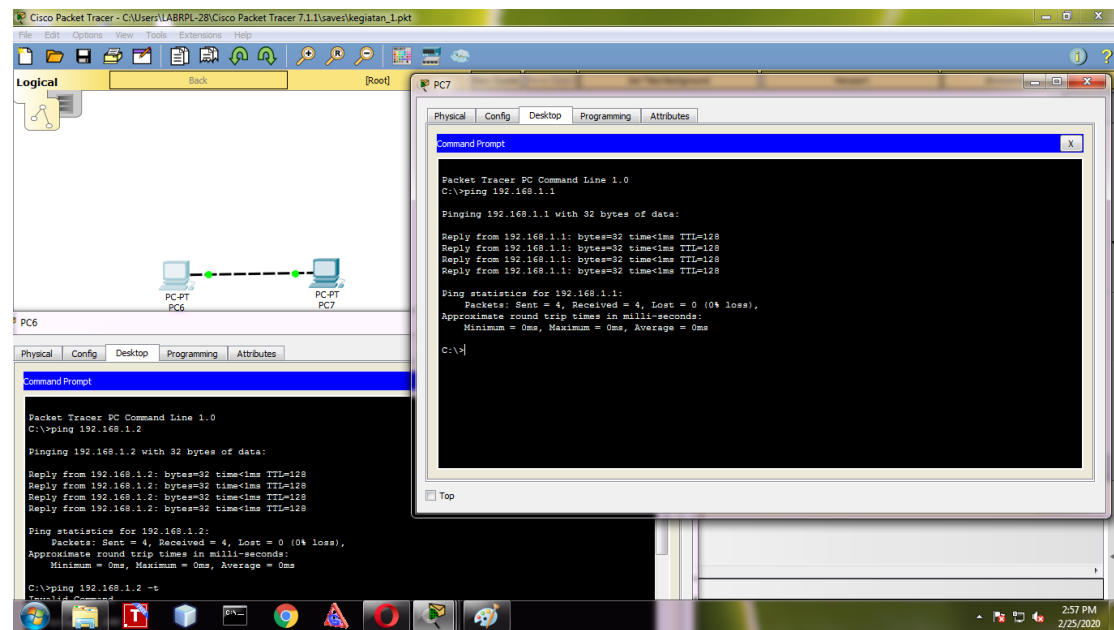 Cisco Packet Tracer - C:\Users\LABRPL-28\Cisco Packet Tracer 7.1.1\saves\kegiatan_1.pkt
File Edit Options View Tools Extensions Help
Logical
Back
[Root]
PC-PT
PC6
PC-PT
PC7
PC7
Physical Config Desktop Programming Attributes
Command Prompt
X
Packet Tracer PC Command Line 1.0
C:\>ping 192.168.1.1
Pinging 192.168.1.1 with 32 bytes of data:
Reply from 192.168.1.1: bytes=32 time<1ms TTL=128
Reply from 192.168.1.1: bytes=32 time<1ms TTL=128
Reply from 192.168.1.1: bytes=32 time<1ms TTL=128
Reply from 192.168.1.1: bytes=32 time<1ms TTL=128
Ping statistics for 192.168.1.1:
Packets: Sent = 4, Received = 4, Lost = 0 (0% loss),
Approximate round trip times in milli-seconds:
Minimum = 0ms, Maximum = 0ms, Average = 0ms
C:\>
Top
PC6
Physical Config Desktop Programming Attributes
Command Prompt
Packet Tracer PC Command Line 1.0
C:\>ping 192.168.1.2
Pinging 192.168.1.2 with 32 bytes of data:
Reply from 192.168.1.2: bytes=32 time<1ms TTL=128
Reply from 192.168.1.2: bytes=32 time<1ms TTL=128
Reply from 192.168.1.2: bytes=32 time<1ms TTL=128
Reply from 192.168.1.2: bytes=32 time<1ms TTL=128
Ping statistics for 192.168.1.2:
Packets: Sent = 4, Received = 4, Lost = 0 (0% loss),
Approximate round trip times in milli-seconds:
Minimum = 0ms, Maximum = 0ms, Average = 0ms
C:\>ping 192.168.1.2 -t
Invalid Command
2:57 PM
2/25/2020